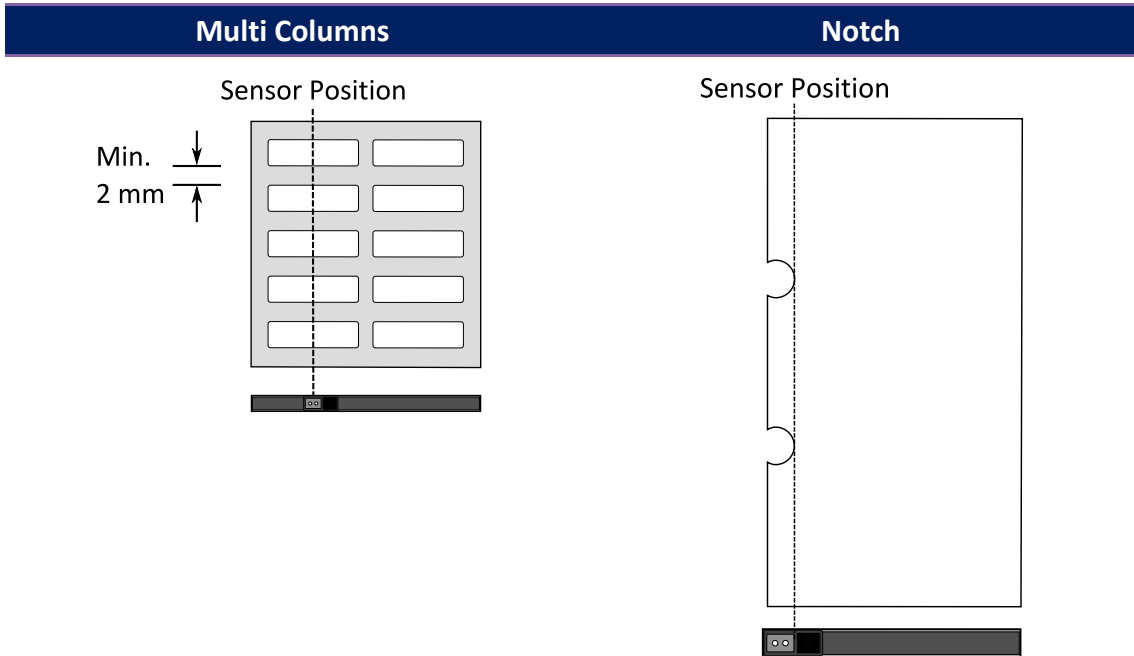 Multi Columns
Notch
Sensor Position
Sensor Position
Min.
2 mm